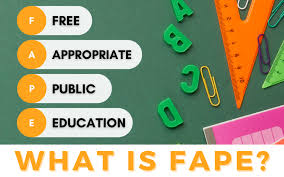 F FREE
A APPROPRIATE
P PUBLIC
E EDUCATION
WHAT IS FAPE?